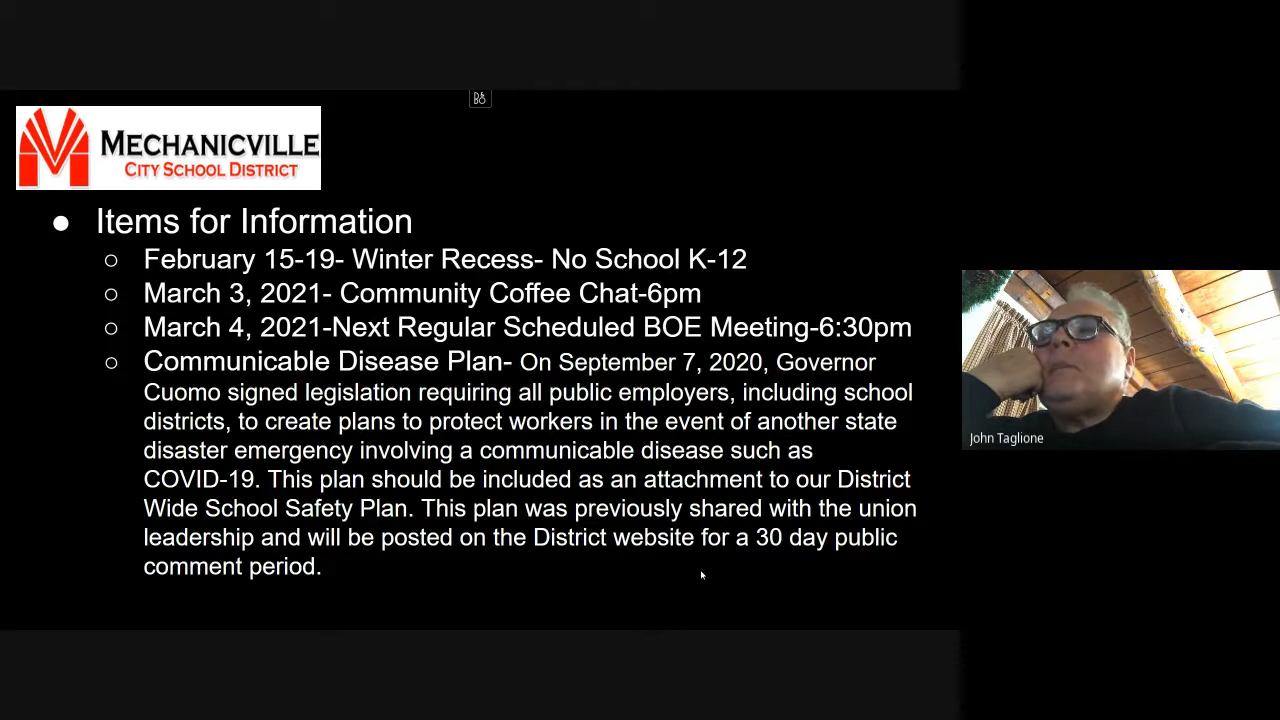 D&
BO
MECHANICVILLE
CITY SCHOOL DISTRICT
● Items for Information
○ February 15-19- Winter Recess- No School K-12
○ March 3, 2021- Community Coffee Chat-6pm
○ March 4, 2021-Next Regular Scheduled BOE Meeting-6:30pm
○ Communicable Disease Plan- On September 7, 2020, Governor
Cuomo signed legislation requiring all public employers, including school
districts, to create plans to protect workers in the event of another state
disaster emergency involving a communicable disease such as
COVID-19. This plan should be included as an attachment to our District
Wide School Safety Plan. This plan was previously shared with the union
leadership and will be posted on the District website for a 30 day public
comment period.
John Taglione